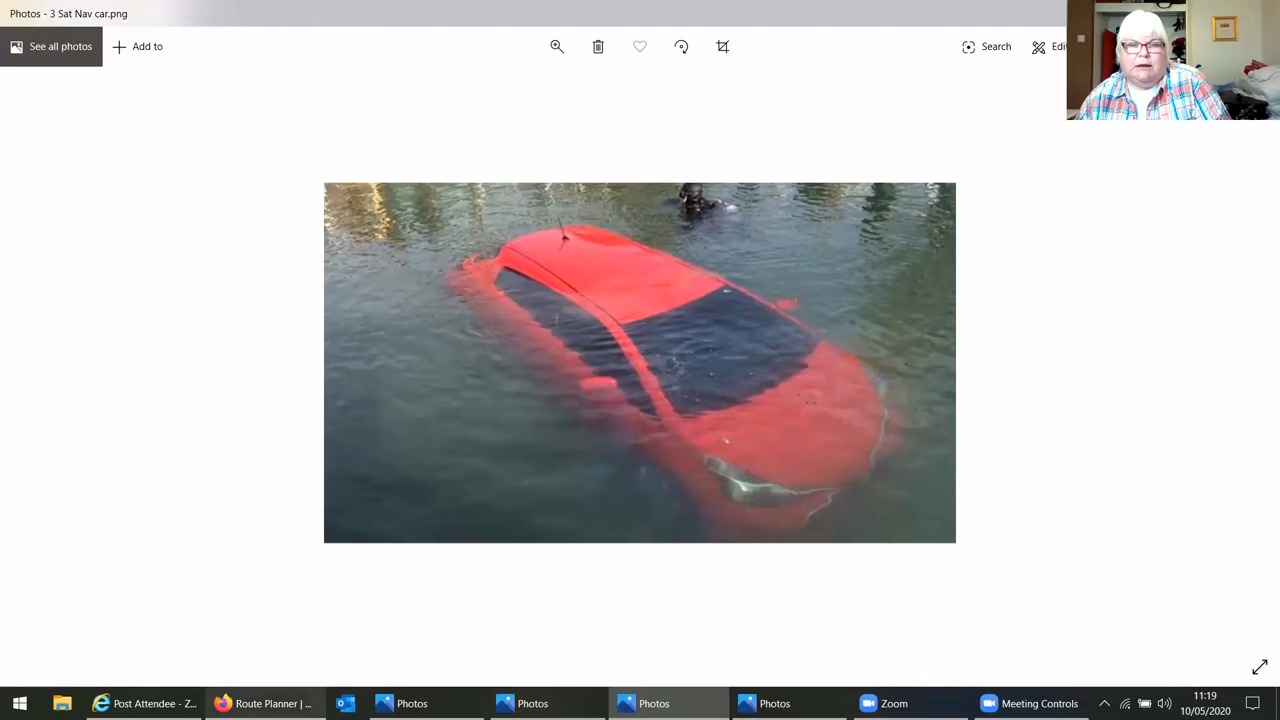 Photos - 3 Sat Nav car.png
See all photos
Add to
Search
Edi
Post Attendee - Z...
Route Planner | ...
Photos
Photos
Photos
Photos
Zoom
Meeting Controls
11:19
10/05/2020